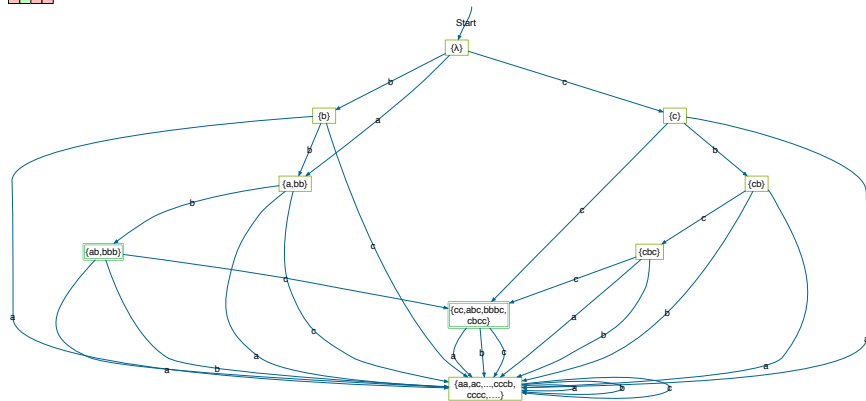 Start
{λ}
b
a
c
{b}
{c}
b
b
{a,bb}
{cb}
b
c
c
c
{ab,bbb}
{cbc}
c
c
{cc,abc,bbbc,
cbcc}
a
a
b
c
b
a
b
c
a
a
a
b
{aa,ac,...,cccb,
cccc,....}
a
b
c